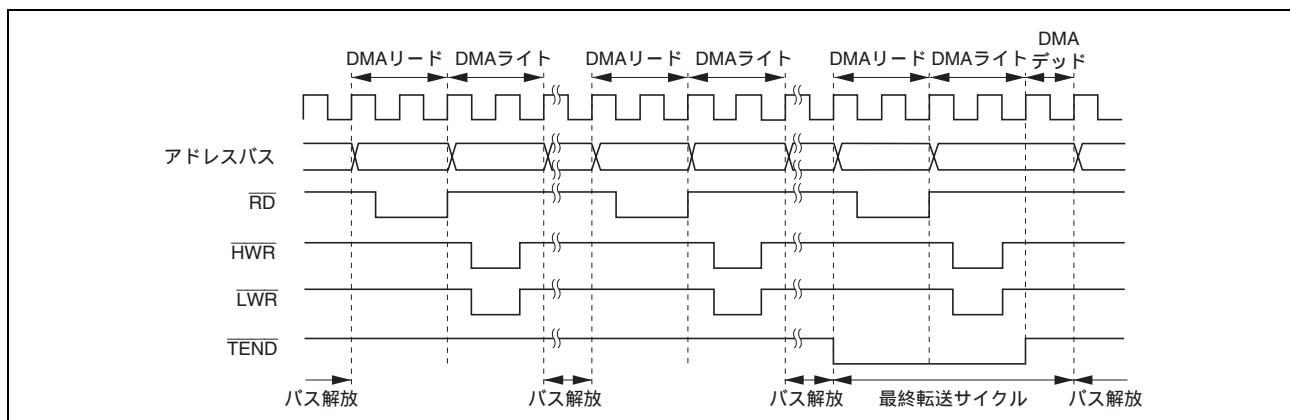 DMA
DMAリード DMAライト DMAリード DMAライト DMAリード DMAライト デッド
アドレスバス
RD
HWR
LWR
TEND
バス解放 バス解放 バス解放 最終転送サイクル バス解放